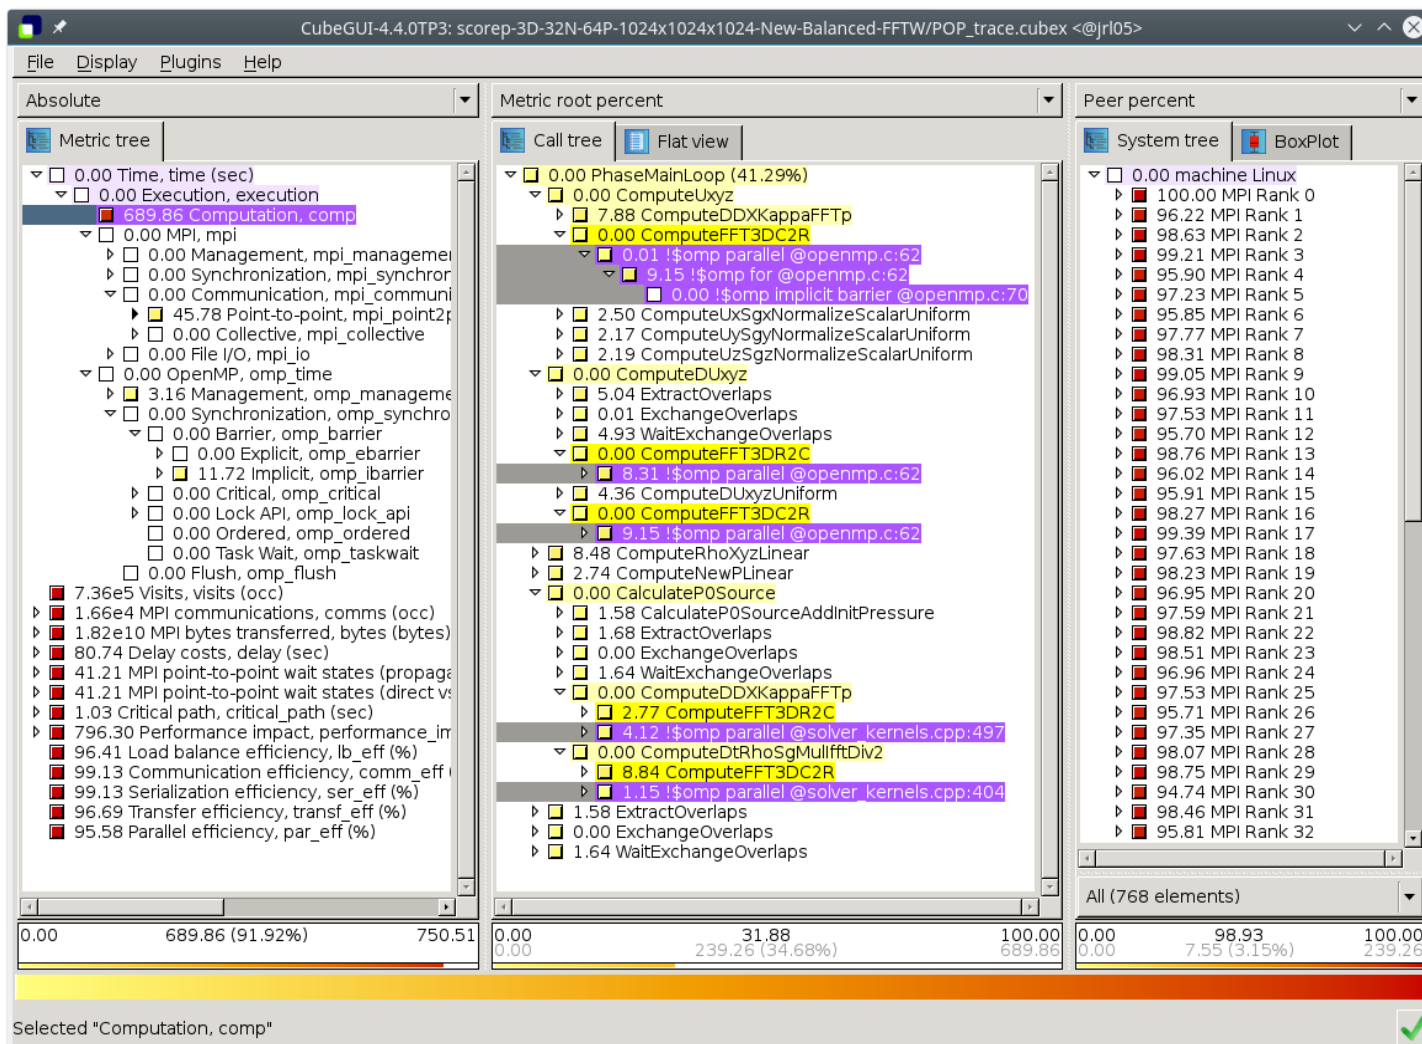 CubeGUI-4.4.0TP3: scorep-3D-32N-64P-1024x1024x1024-New-Balanced-FFTW/POP_trace.cubex <@jrl05>
File Display Plugins Help
Absolute
Metric tree
0.00 Time, time (sec)
0.00 Execution, execution
689.86 Computation, comp
0.00 MPI, mpi
0.00 Management, mpi_managemer
0.00 Synchronization, mpi_synchror
0.00 Communication, mpi_communi
45.78 Point-to-point, mpi_point2p
0.00 Collective, mpi_collective
0.00 File I/O, mpi_io
0.00 OpenMP, omp_time
3.16 Management, omp_manageme
0.00 Synchronization, omp_synchro
0.00 Barrier, omp_barrier
0.00 Explicit, omp_ebarrier
11.72 Implicit, omp_ibarrier
0.00 Critical, omp_critical
0.00 Lock API, omp_lock_api
0.00 Ordered, omp_ordered
0.00 Task Wait, omp_taskwait
0.00 Flush, omp_flush
7.36e5 Visits, visits (occ)
1.66e4 MPI communications, comms (occ)
1.82e10 MPI bytes transferred, bytes (bytes)
80.74 Delay costs, delay (sec)
41.21 MPI point-to-point wait states (propaga
41.21 MPI point-to-point wait states (direct vs
1.03 Critical path, critical_path (sec)
796.30 Performance impact, performance_im
96.41 Load balance efficiency, lb_eff (%)
99.13 Communication efficiency, comm_eff (
99.13 Serialization efficiency, ser_eff (%)
96.69 Transfer efficiency, transf_eff (%)
95.58 Parallel efficiency, par_eff (%)
0.00 689.86 (91.92%) 750.51
Metric root percent
Call tree Flat view
0.00 PhaseMainLoop (41.29%)
0.00 ComputeUxyz
7.88 ComputeDDXKappaFFTp
0.00 ComputeFFT3DC2R
0.01 !$omp parallel @openmp.c:62
9.15 !$omp for @openmp.c:62
0.00 !$omp implicit barrier @openmp.c:70
2.50 ComputeUxSgxNormalizeScalarUniform
2.17 ComputeUySgyNormalizeScalarUniform
2.19 ComputeUzSgzNormalizeScalarUniform
0.00 ComputeDUxyz
5.04 ExtractOverlaps
0.01 ExchangeOverlaps
4.93 WaitExchangeOverlaps
0.00 ComputeFFT3DR2C
8.31 !$omp parallel @openmp.c:62
4.36 ComputeDUxyzUniform
0.00 ComputeFFT3DC2R
9.15 !$omp parallel @openmp.c:62
8.48 ComputeRhoXyzLinear
2.74 ComputeNewPLinear
0.00 CalculateP0Source
1.58 CalculateP0SourceAddInitPressure
1.68 ExtractOverlaps
0.00 ExchangeOverlaps
1.64 WaitExchangeOverlaps
0.00 ComputeDDXKappaFFTp
2.77 ComputeFFT3DR2C
4.12 !$omp parallel @solver_kernels.cpp:497
0.00 ComputeDtRhoSgMulIfftDiv2
8.84 ComputeFFT3DC2R
1.15 !$omp parallel @solver_kernels.cpp:404
1.58 ExtractOverlaps
0.00 ExchangeOverlaps
1.64 WaitExchangeOverlaps
0.00 31.88 100.00
0.00 239.26 (34.68%) 689.86
Peer percent
System tree BoxPlot
0.00 machine Linux
100.00 MPI Rank 0
96.22 MPI Rank 1
98.63 MPI Rank 2
99.21 MPI Rank 3
95.90 MPI Rank 4
97.23 MPI Rank 5
95.85 MPI Rank 6
97.77 MPI Rank 7
98.31 MPI Rank 8
99.05 MPI Rank 9
96.93 MPI Rank 10
97.53 MPI Rank 11
95.70 MPI Rank 12
98.76 MPI Rank 13
96.02 MPI Rank 14
95.91 MPI Rank 15
98.27 MPI Rank 16
99.39 MPI Rank 17
97.63 MPI Rank 18
98.23 MPI Rank 19
96.95 MPI Rank 20
97.59 MPI Rank 21
98.82 MPI Rank 22
98.51 MPI Rank 23
96.96 MPI Rank 24
97.53 MPI Rank 25
95.71 MPI Rank 26
97.35 MPI Rank 27
98.07 MPI Rank 28
98.75 MPI Rank 29
94.74 MPI Rank 30
98.46 MPI Rank 31
95.81 MPI Rank 32
All (768 elements)
0.00 98.93 100.00
0.00 7.55 (3.15%) 239.26
Selected "Computation, comp"